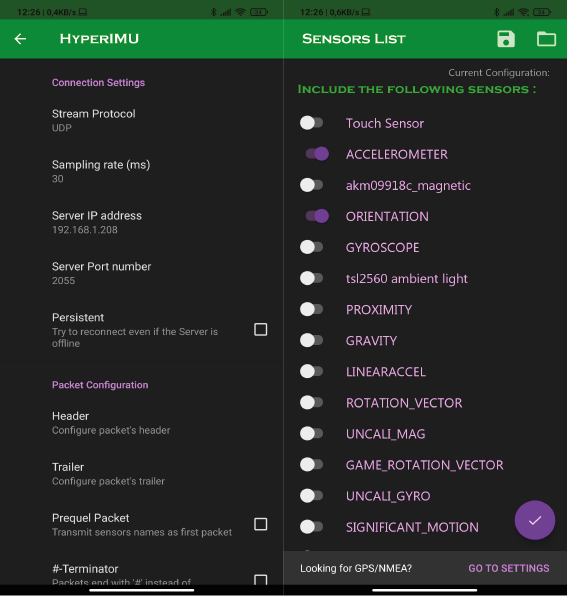 12:26 | 0,4KB/s
HyperIMU
Connection Settings
Stream Protocol
UDP
Sampling rate (ms)
30
Server IP address
192.168.1.208
Server Port number
2055
Persistent
Try to reconnect even if the Server is
offline
Packet Configuration
Header
Configure packet's header
Trailer
Configure packet's trailer
Prequel Packet
Transmit sensors names as first packet
#-Terminator
Packets end with '#' instead of
12:26 | 0,6KB/s
Sensors List
Current Configuration:
Include the following sensors :
Touch Sensor
ACCELEROMETER
akm09918c_magnetic
ORIENTATION
GYROSCOPE
tsl2560 ambient light
PROXIMITY
GRAVITY
LINEARACCEL
ROTATION_VECTOR
UNCALI_MAG
GAME_ROTATION_VECTOR
UNCALI_GYRO
SIGNIFICANT_MOTION
Looking for GPS/NMEA?
GO TO SETTINGS